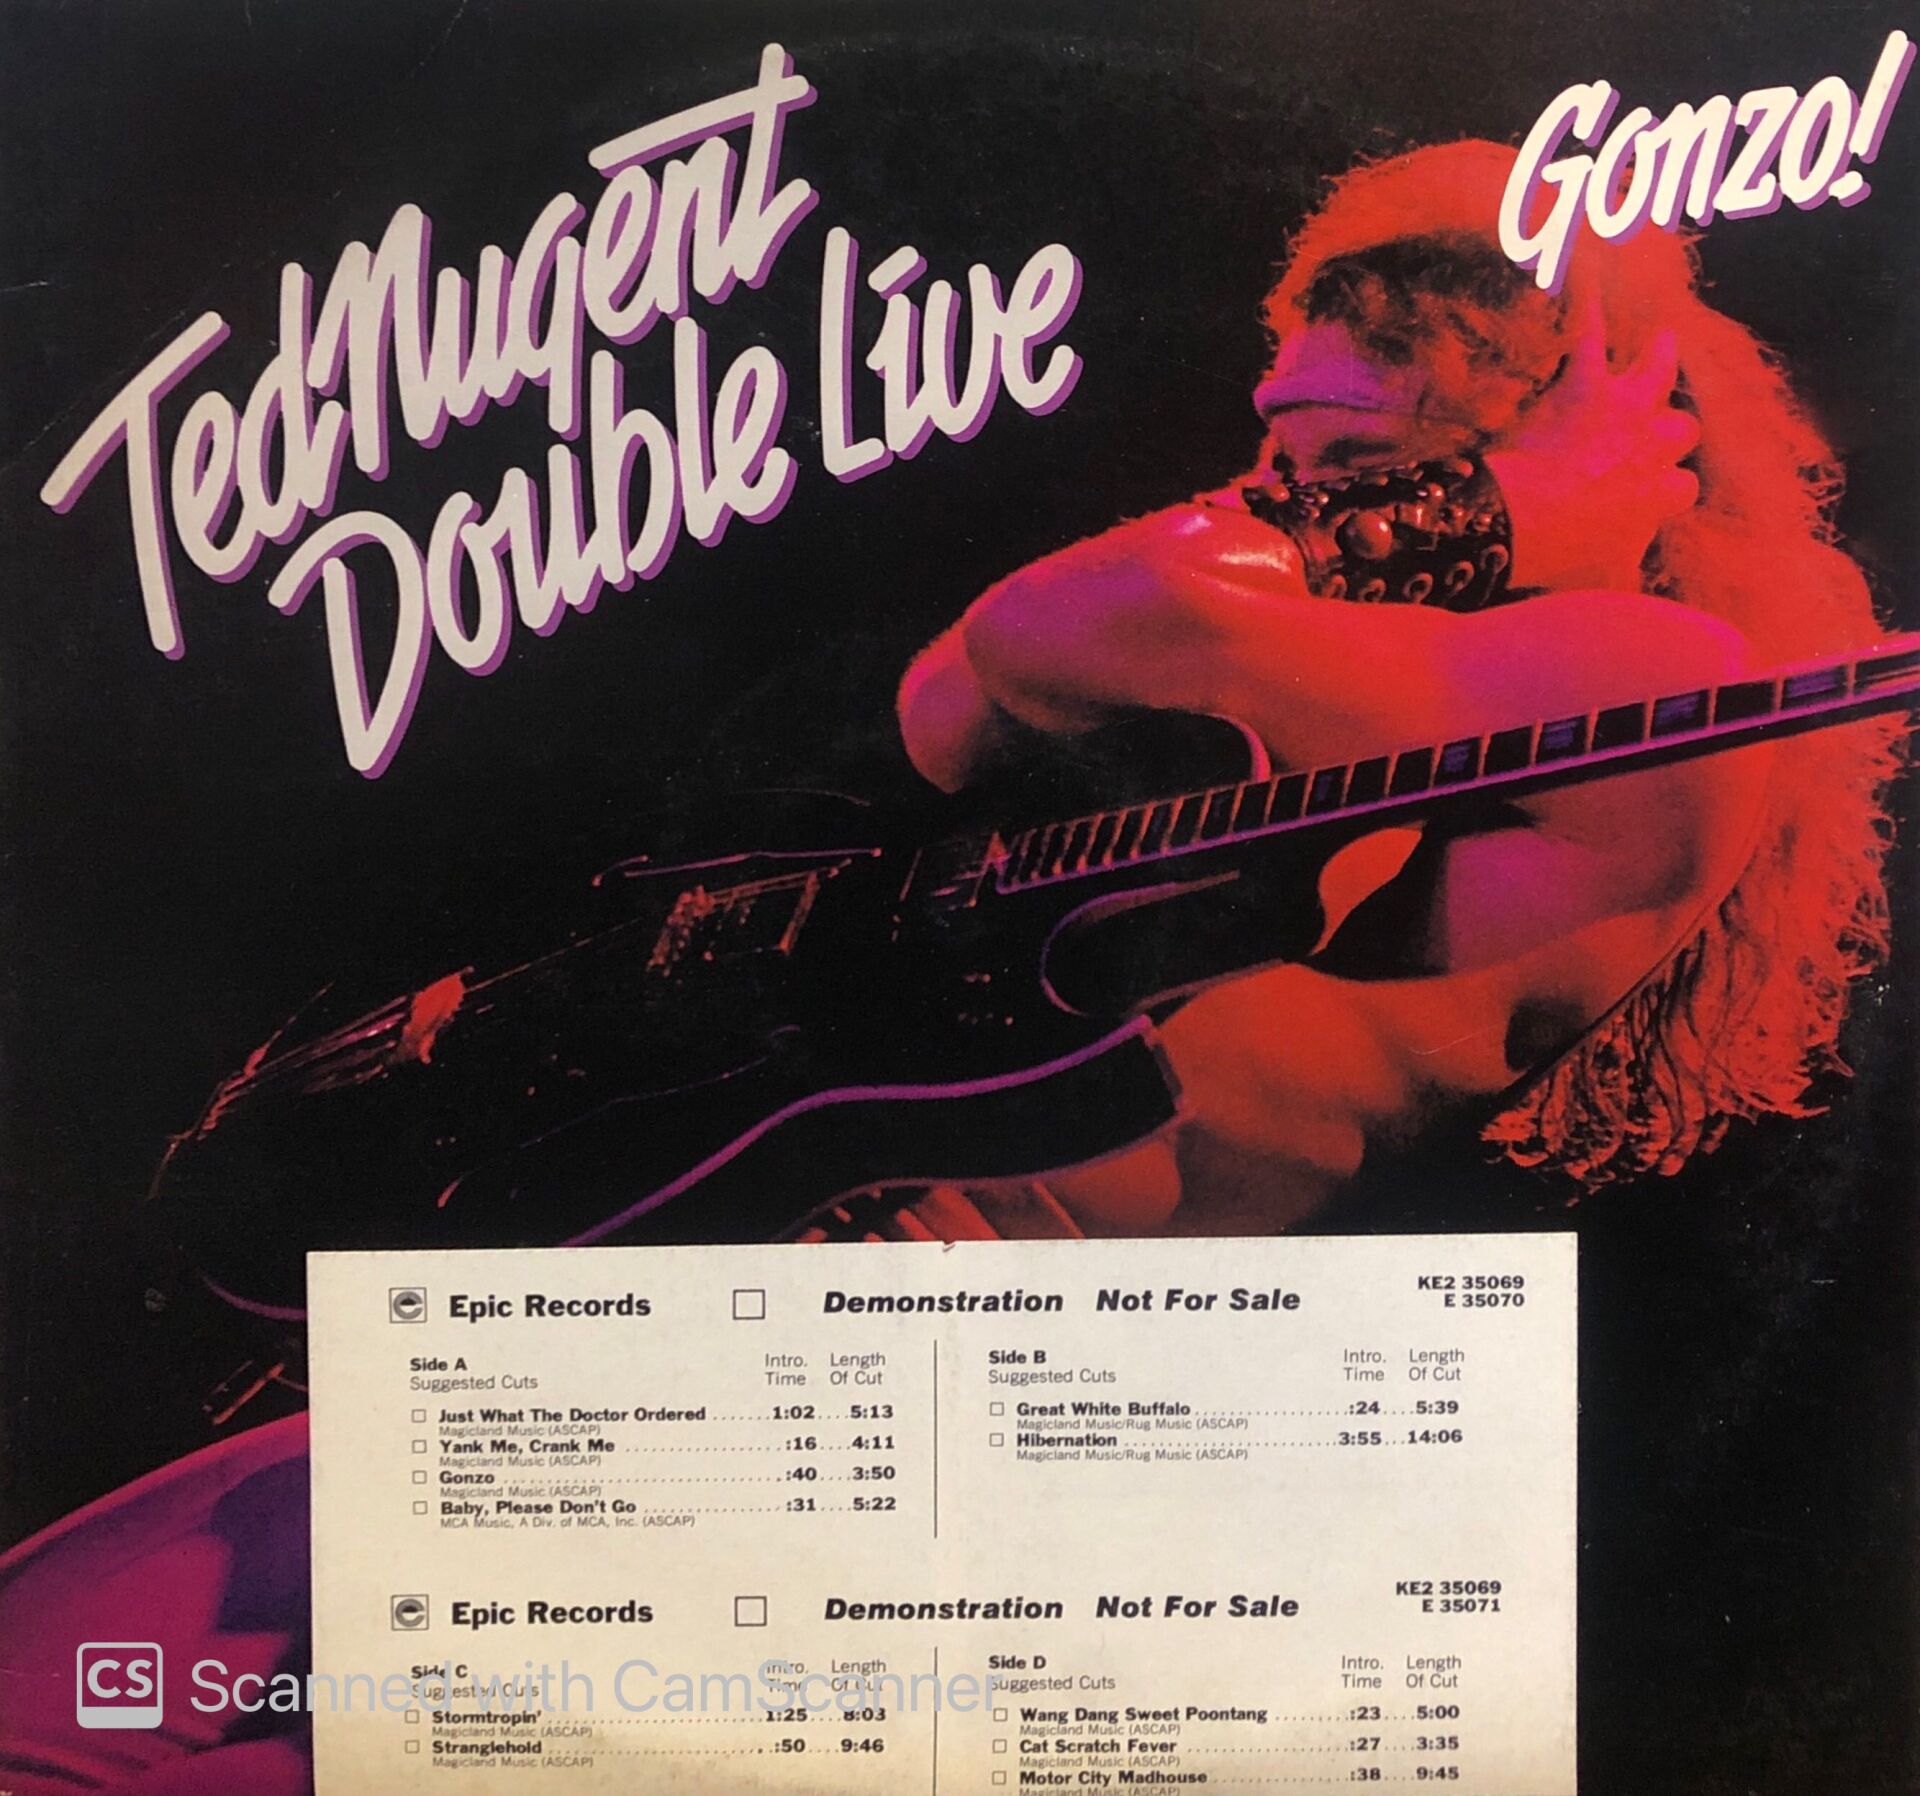 Ted Nugent
Double Live
Gonzo!
Epic Records Demonstration Not For Sale KE2 35069
E 35070
Side A Intro. Length
Suggested Cuts Time Of Cut
Just What The Doctor Ordered.......1:02....5:13
Magicland Music (ASCAP)
Yank Me, Crank Me ................:16....4:11
Magicland Music (ASCAP)
Gonzo ............................:40....3:50
Magicland Music (ASCAP)
Baby, Please Don't Go ..............:31....5:22
MCA Music, A Div. of MCA, Inc. (ASCAP)
Side B Intro. Length
Suggested Cuts Time Of Cut
Great White Buffalo................:24....5:39
Magicland Music/Rug Music (ASCAP)
Hibernation......................3:55...14:06
Magicland Music/Rug Music (ASCAP)
Epic Records Demonstration Not For Sale KE2 35069
E 35071
Side C Intro. Length
Suggested Cuts Time Of Cut
Stormtropin'......................1:25....8:03
Magicland Music (ASCAP)
Stranglehold.......................:50....9:46
Magicland Music (ASCAP)
Side D Intro. Length
Suggested Cuts Time Of Cut
Wang Dang Sweet Poontang .........:23....5:00
Magicland Music (ASCAP)
Cat Scratch Fever ................:27....3:35
Magicland Music (ASCAP)
Motor City Madhouse...............:38....9:45
Magicland Music (ASCAP)
CS Scanned with CamScanner